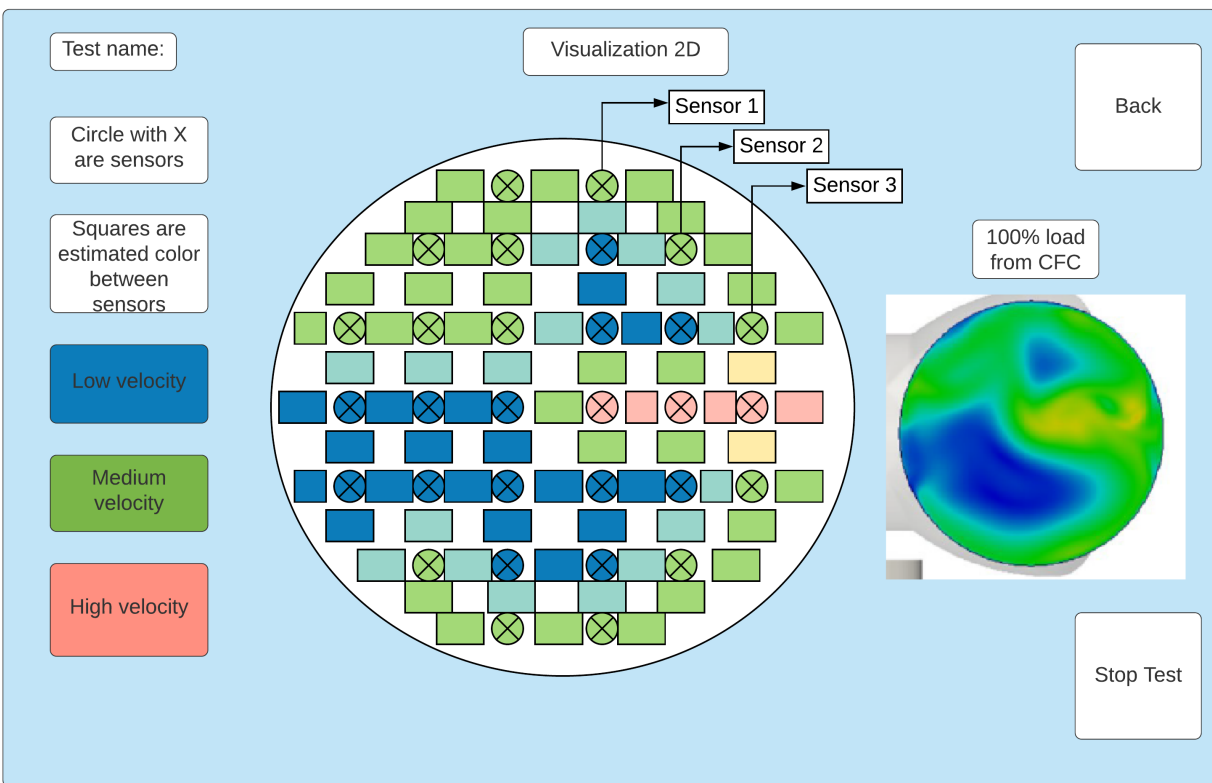 Test name:
Visualization 2D
Back
Circle with X
are sensors
Sensor 1
Sensor 2
Sensor 3
Squares are
estimated color
between
sensors
100% load
from CFC
Low velocity
Medium
velocity
High velocity
Stop Test